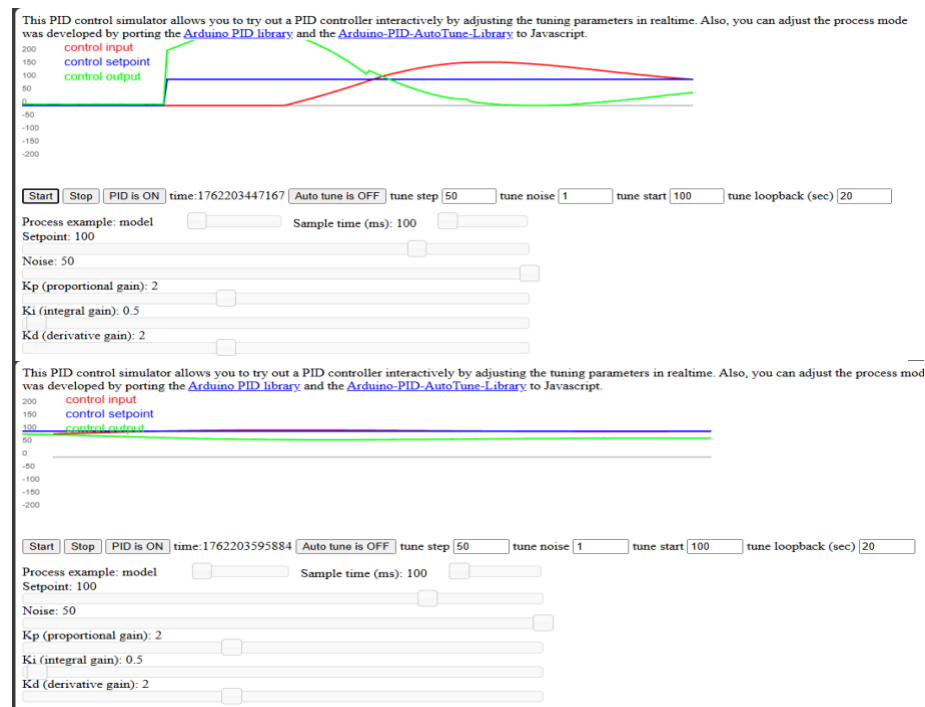 This PID control simulator allows you to try out a PID controller interactively by adjusting the tuning parameters in realtime. Also, you can adjust the process mode
was developed by porting the Arduino PID library and the Arduino-PID-AutoTune-Library to Javascript.
200 control input
150 control setpoint
100 control output
50
0
-50
-100
-150
-200
Start Stop PID is ON time:1762203447167 Auto tune is OFF tune step 50 tune noise 1 tune start 100 tune loopback (sec) 20
Process example: model Sample time (ms): 100
Setpoint: 100
Noise: 50
Kp (proportional gain): 2
Ki (integral gain): 0.5
Kd (derivative gain): 2
This PID control simulator allows you to try out a PID controller interactively by adjusting the tuning parameters in realtime. Also, you can adjust the process mod
was developed by porting the Arduino PID library and the Arduino-PID-AutoTune-Library to Javascript.
200 control input
150 control setpoint
100 control output
50
0
-50
-100
-150
-200
Start Stop PID is ON time:1762203595884 Auto tune is OFF tune step 50 tune noise 1 tune start 100 tune loopback (sec) 20
Process example: model Sample time (ms): 100
Setpoint: 100
Noise: 50
Kp (proportional gain): 2
Ki (integral gain): 0.5
Kd (derivative gain): 2